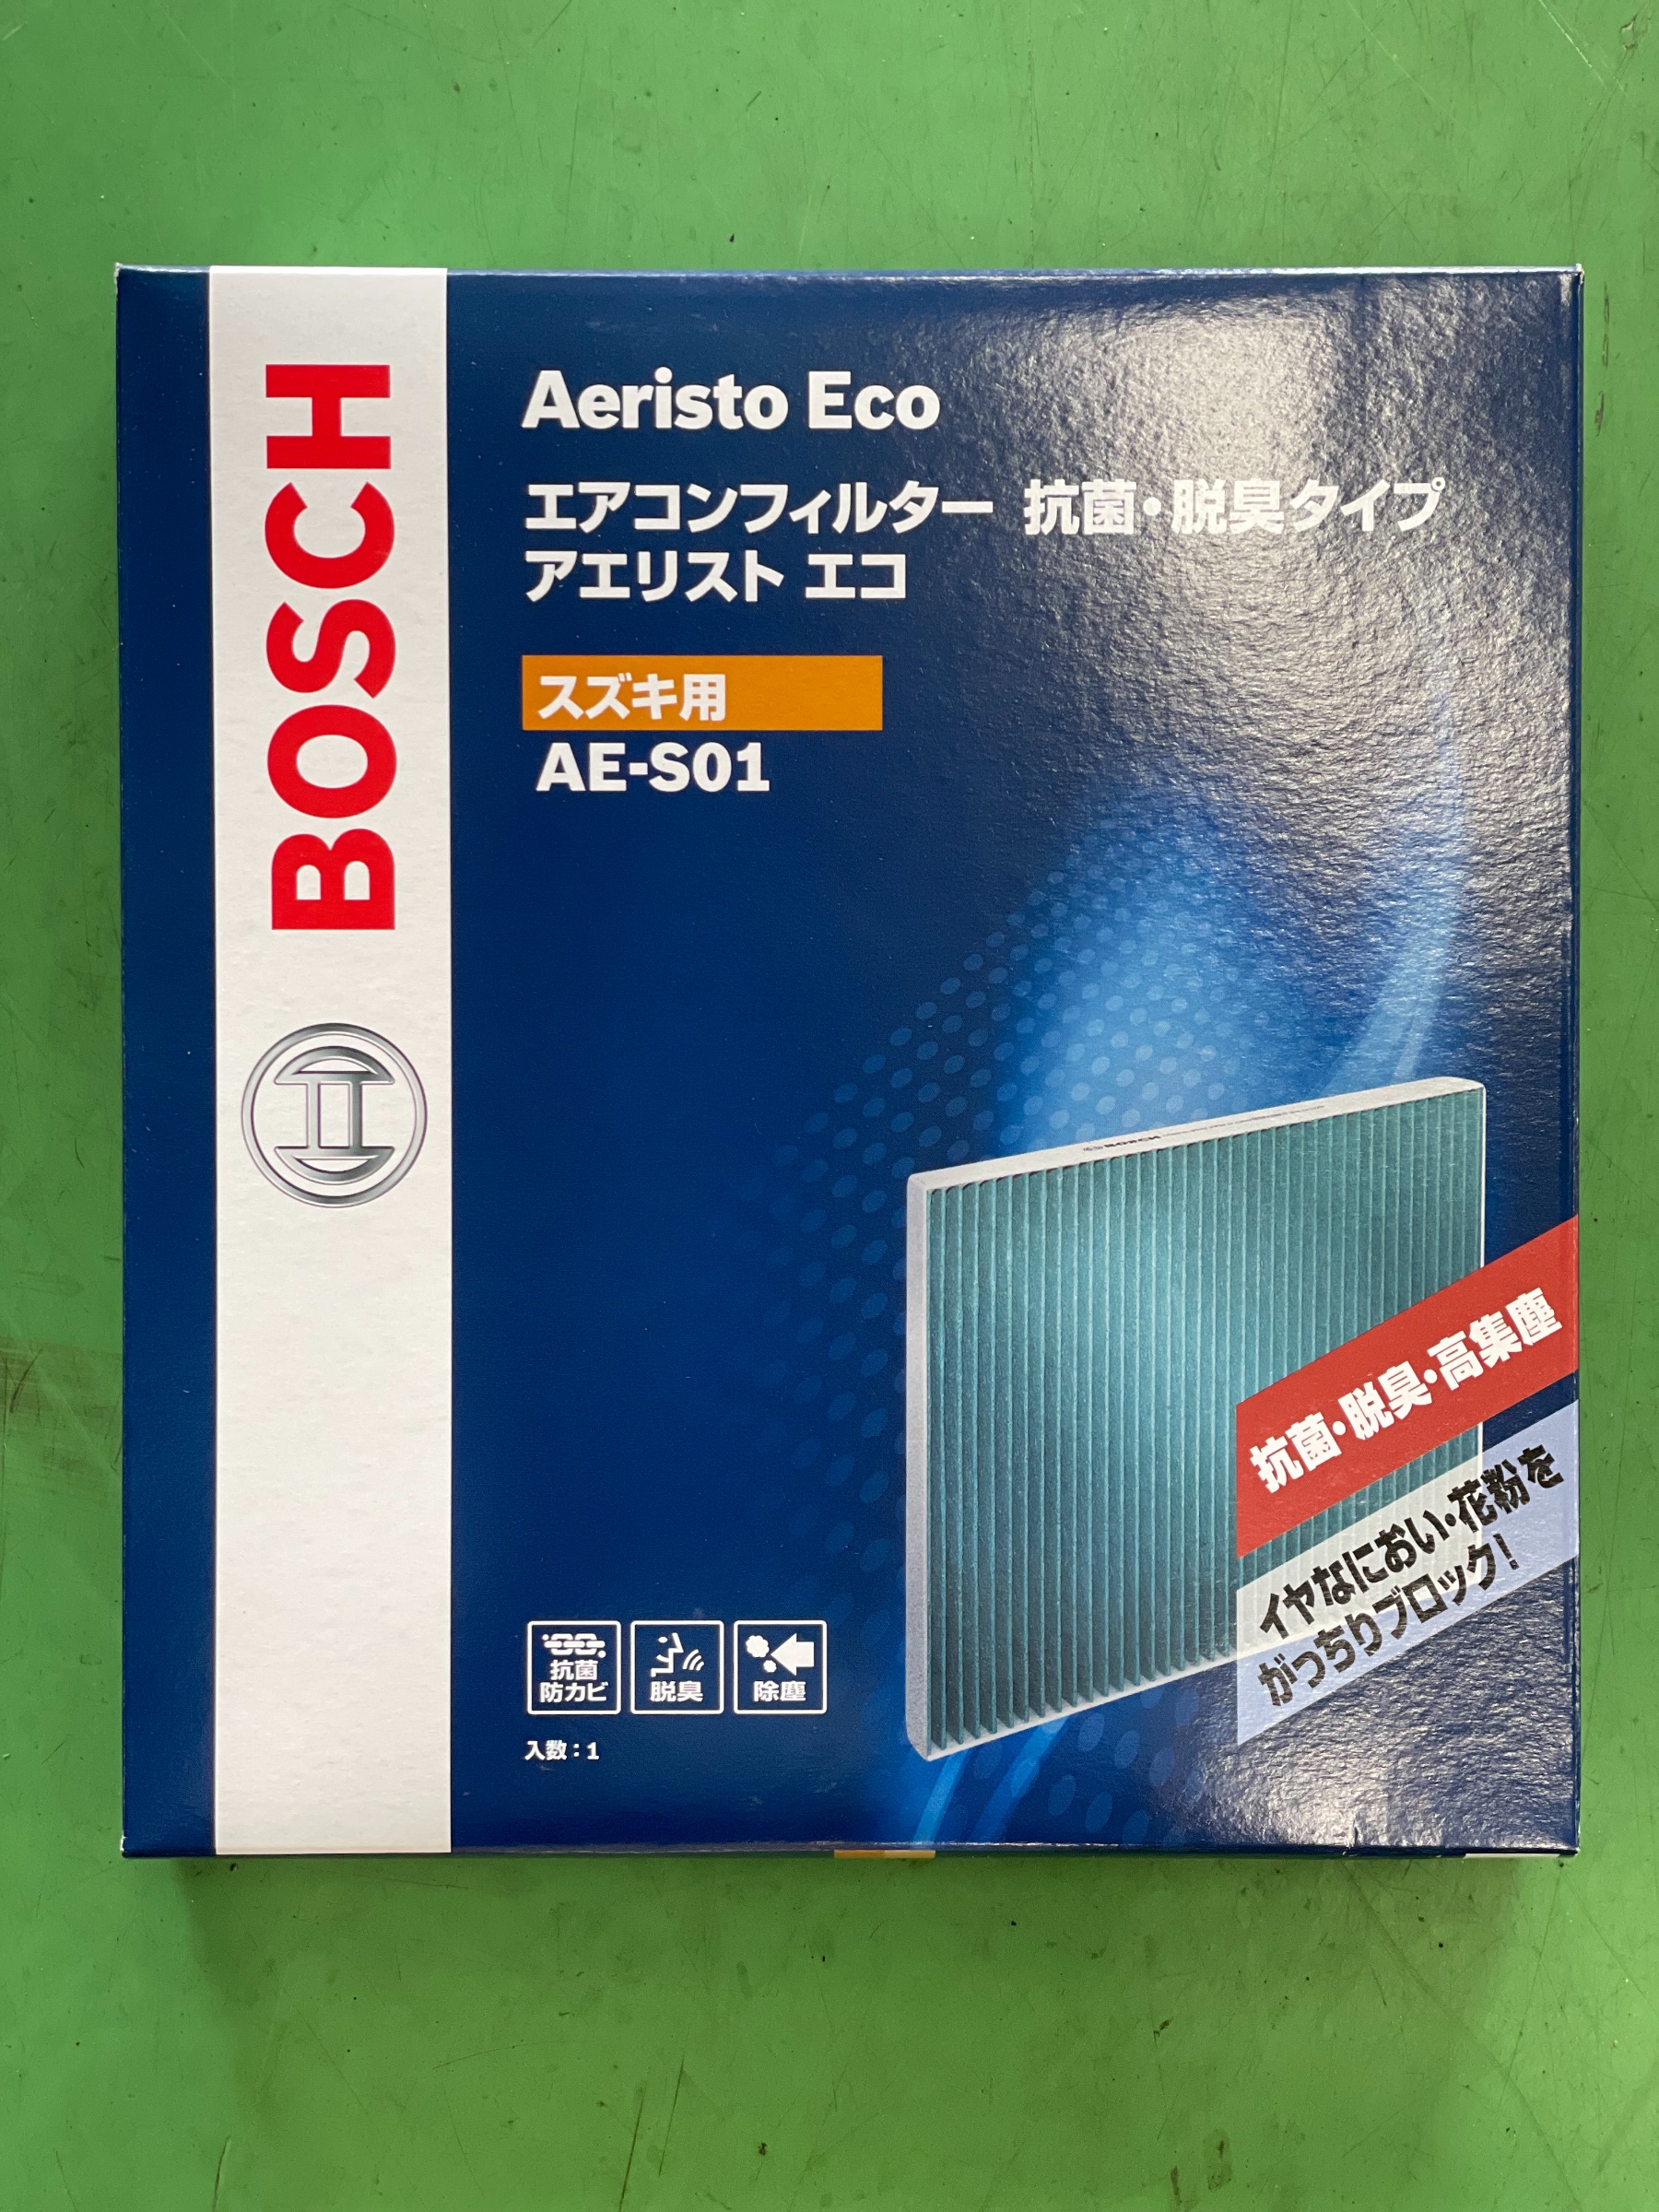 BOSCH
Aeristo Eco
エアコンフィルター 抗菌・脱臭タイプ
アエリスト エコ
スズキ用
AE-S01
BOSCH
抗菌・脱臭・高集塵
イヤなにおい・花粉を
がっちりブロック!
抗菌
防カビ
脱臭
除塵
入数：1